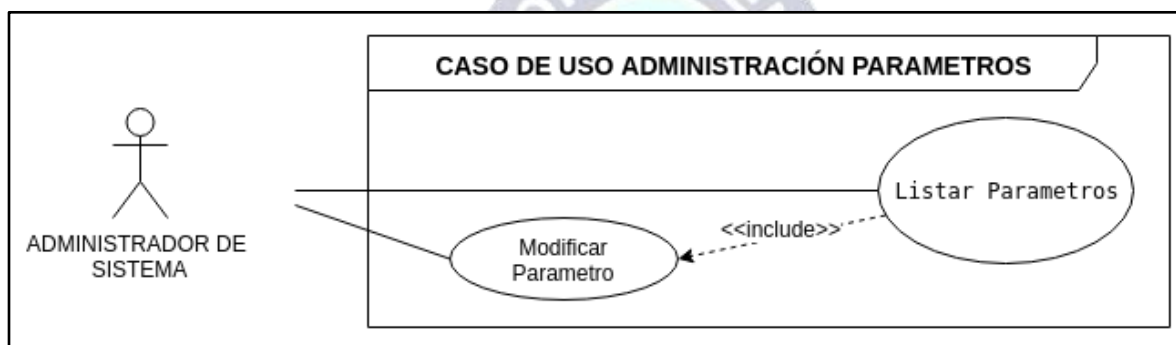 CASO DE USO ADMINISTRACIÓN PARAMETROS
Listar Parametros
<<include>>
Modificar
Parametro
ADMINISTRADOR DE
SISTEMA